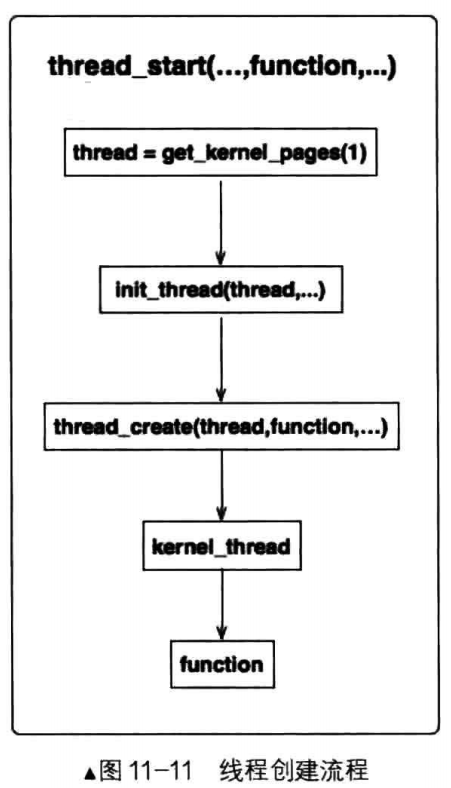 thread_start(...,function,...)
thread = get_kernel_pages(1)
init_thread(thread,...)
thread_create(thread,function,...)
kernel_thread
function
▲图 11-11 线程创建流程